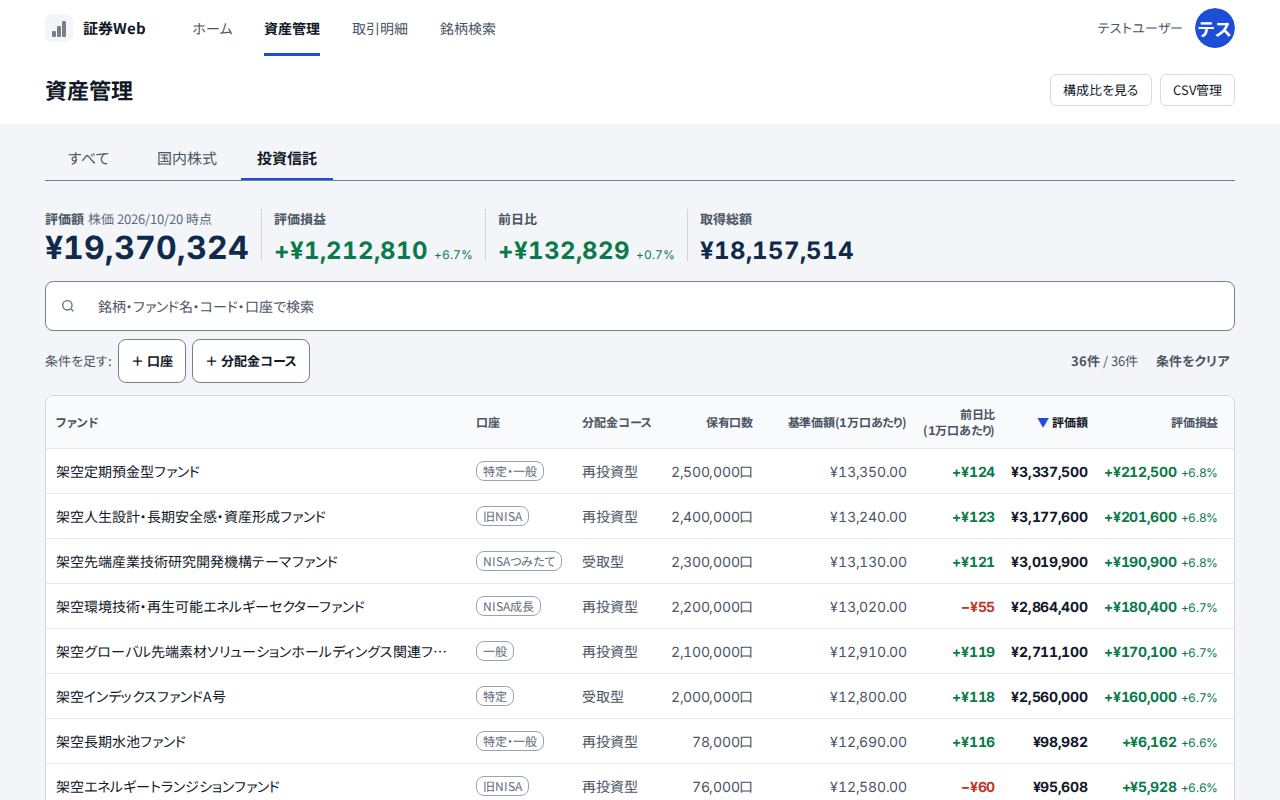 証券Web ホーム 資産管理 取引明細 銘柄検索 テストユーザー テス
資産管理 構成比を見る CSV管理
すべて 国内株式 投資信託
評価額 株価 2026/10/20 時点 評価損益 前日比 取得総額
¥19,370,324 +¥1,212,810 +6.7% +¥132,829 +0.7% ¥18,157,514
銘柄・ファンド名・コード・口座で検索
条件を足す: + 口座 + 分配金コース 36件 / 36件 条件をクリア
ファンド 口座 分配金コース 保有口数 基準価額(1万口あたり) 前日比 (1万口あたり) ▼ 評価額 評価損益
架空定期預金型ファンド 特定・一般 再投資型 2,500,000口 ¥13,350.00 +¥124 ¥3,337,500 +¥212,500 +6.8%
架空人生設計・長期安全感・資産形成ファンド 旧NISA 再投資型 2,400,000口 ¥13,240.00 +¥123 ¥3,177,600 +¥201,600 +6.8%
架空先端産業技術研究開発機構テーマファンド NISAつみたて 受取型 2,300,000口 ¥13,130.00 +¥121 ¥3,019,900 +¥190,900 +6.8%
架空環境技術・再生可能エネルギーセクターファンド NISA成長 再投資型 2,200,000口 ¥13,020.00 −¥55 ¥2,864,400 +¥180,400 +6.7%
架空グローバル先端素材ソリューションホールディングス関連フ… 一般 再投資型 2,100,000口 ¥12,910.00 +¥119 ¥2,711,100 +¥170,100 +6.7%
架空インデックスファンドA号 特定 受取型 2,000,000口 ¥12,800.00 +¥118 ¥2,560,000 +¥160,000 +6.7%
架空長期水池ファンド 特定・一般 再投資型 78,000口 ¥12,690.00 +¥116 ¥98,982 +¥6,162 +6.6%
架空エネルギートランジションファンド 旧NISA 再投資型 76,000口 ¥12,580.00 −¥60 ¥95,608 +¥5,928 +6.6%